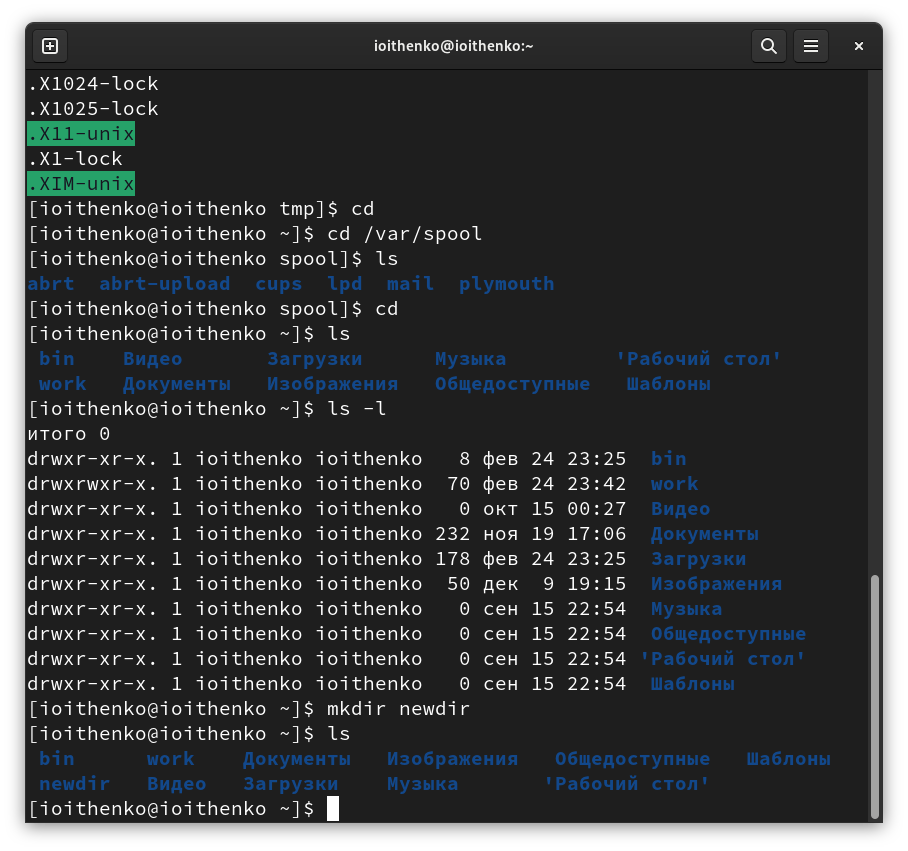 ioithenko@ioithenko:~
.X1024-lock
.X1025-lock
.X11-unix
.X1-lock
.XIM-unix
[ioithenko@ioithenko tmp]$ cd
[ioithenko@ioithenko ~]$ cd /var/spool
[ioithenko@ioithenko spool]$ ls
abrt  abrt-upload  cups  lpd  mail  plymouth
[ioithenko@ioithenko spool]$ cd
[ioithenko@ioithenko ~]$ ls
 bin    Видео       Загрузки      Музыка         'Рабочий стол'
 work   Документы   Изображения   Общедоступные   Шаблоны
[ioithenko@ioithenko ~]$ ls -l
итого 0
drwxr-xr-x. 1 ioithenko ioithenko   8 фев 24 23:25  bin
drwxrwxr-x. 1 ioithenko ioithenko  70 фев 24 23:42  work
drwxr-xr-x. 1 ioithenko ioithenko   0 окт 15 00:27  Видео
drwxr-xr-x. 1 ioithenko ioithenko 232 ноя 19 17:06  Документы
drwxr-xr-x. 1 ioithenko ioithenko 178 фев 24 23:25  Загрузки
drwxr-xr-x. 1 ioithenko ioithenko  50 дек  9 19:15  Изображения
drwxr-xr-x. 1 ioithenko ioithenko   0 сен 15 22:54  Музыка
drwxr-xr-x. 1 ioithenko ioithenko   0 сен 15 22:54  Общедоступные
drwxr-xr-x. 1 ioithenko ioithenko   0 сен 15 22:54 'Рабочий стол'
drwxr-xr-x. 1 ioithenko ioithenko   0 сен 15 22:54  Шаблоны
[ioithenko@ioithenko ~]$ mkdir newdir
[ioithenko@ioithenko ~]$ ls
 bin      work    Документы   Изображения   Общедоступные   Шаблоны
 newdir   Видео   Загрузки    Музыка       'Рабочий стол'
[ioithenko@ioithenko ~]$